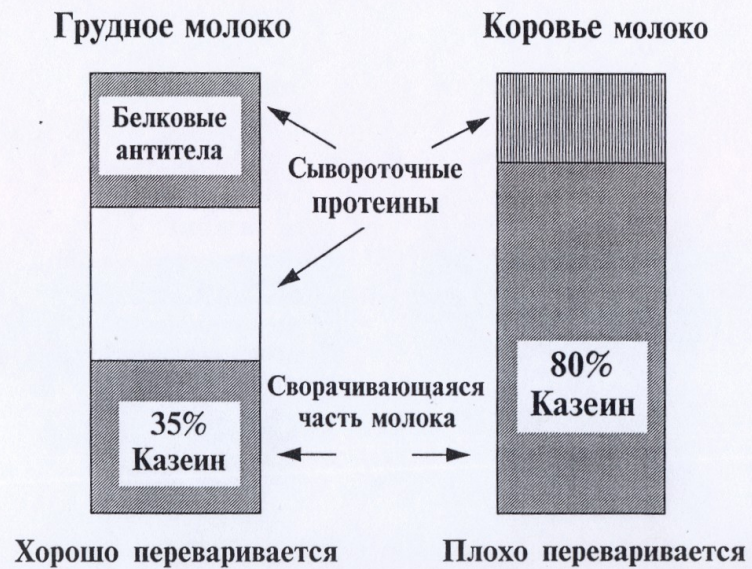 Грудное молоко
Коровье молоко
Белковые
антитела
Сывороточные
протеины
Сворачивающаяся
часть молока
35%
Казеин
80%
Казеин
Хорошо переваривается
Плохо переваривается